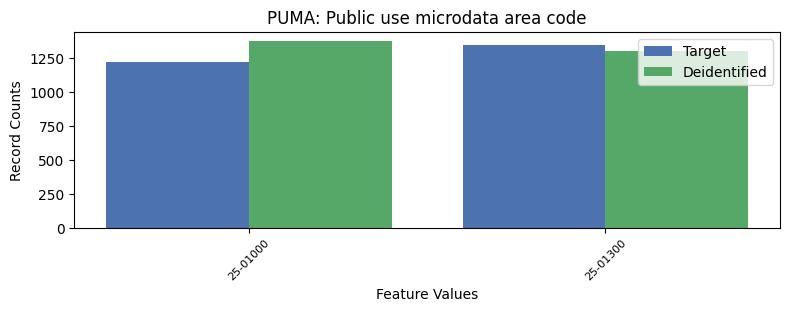 PUMA: Public use microdata area code
Target
Deidentified
Record Counts
1250
1000
750
500
250
0
25-01000
25-01300
Feature Values